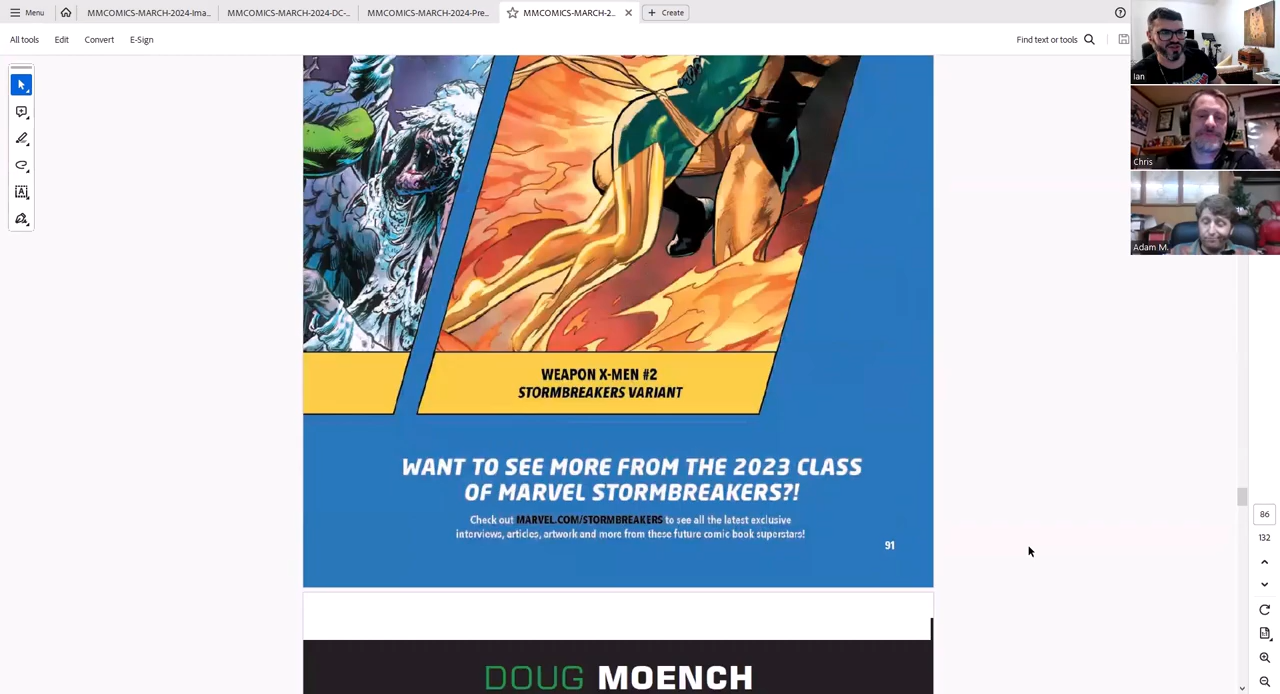 Menu
MMCOMICS-MARCH-2024-Ima...
MMCOMICS-MARCH-2024-DC-...
MMCOMICS-MARCH-2024-Pre...
MMCOMICS-MARCH-2...
Create
All tools
Edit
Convert
E-Sign
Find text or tools
Ian
Chris
Adam M.
WEAPON X-MEN #2
STORMBREAKERS VARIANT
WANT TO SEE MORE FROM THE 2023 CLASS
OF MARVEL STORMBREAKERS?!
Check out MARVEL.COM/STORMBREAKERS to see all the latest exclusive
interviews, articles, artwork and more from these future comic book superstars!
91
86
132
DOUG MOENCH